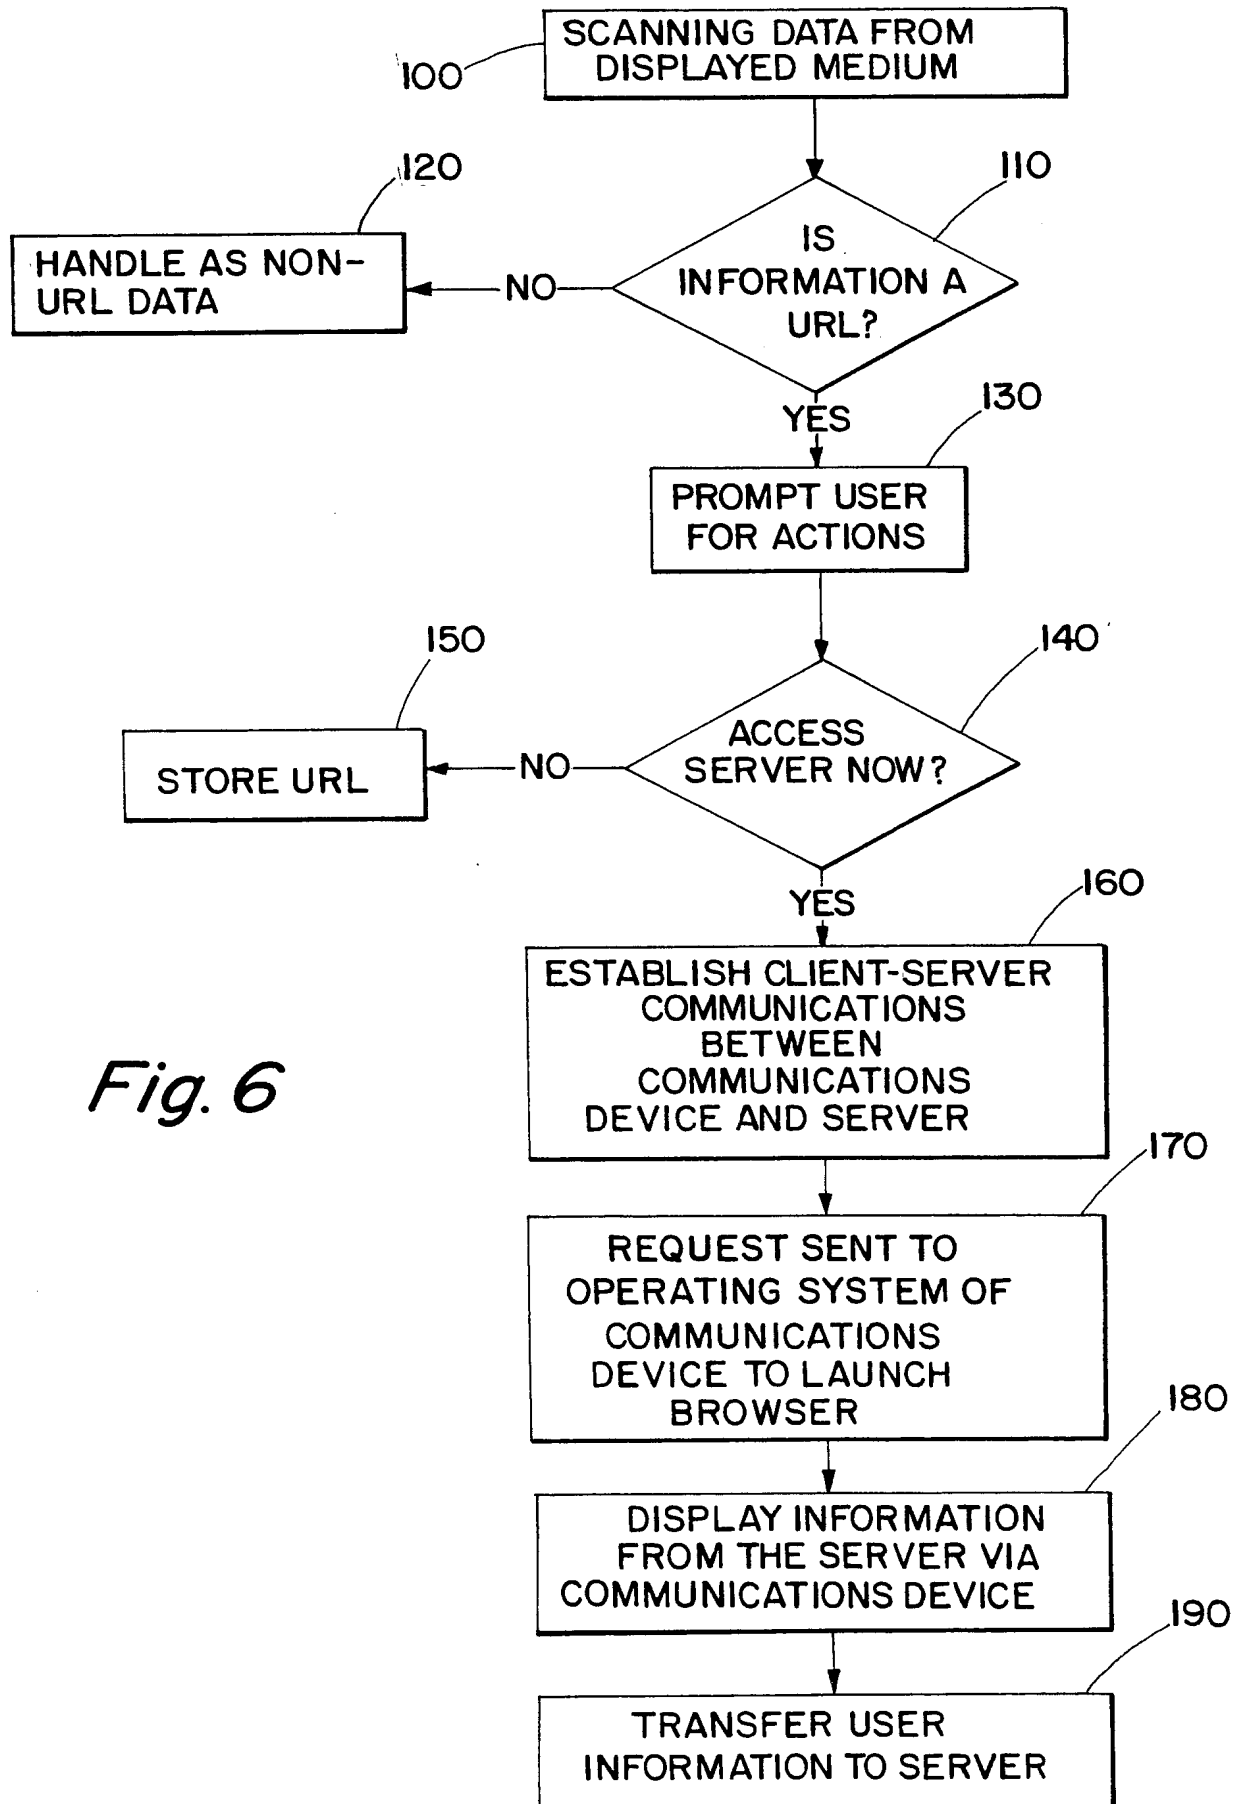 SCANNING DATA FROM
DISPLAYED MEDIUM
100
110
120
IS
INFORMATION A
URL?
NO
HANDLE AS NON-
URL DATA
YES
130
PROMPT USER
FOR ACTIONS
140
150
ACCESS
SERVER NOW?
NO
STORE URL
YES
160
ESTABLISH CLIENT-SERVER
COMMUNICATIONS
BETWEEN
COMMUNICATIONS
DEVICE AND SERVER
Fig. 6
170
REQUEST SENT TO
OPERATING SYSTEM OF
COMMUNICATIONS
DEVICE TO LAUNCH
BROWSER
180
DISPLAY INFORMATION
FROM THE SERVER VIA
COMMUNICATIONS DEVICE
190
TRANSFER USER
INFORMATION TO SERVER